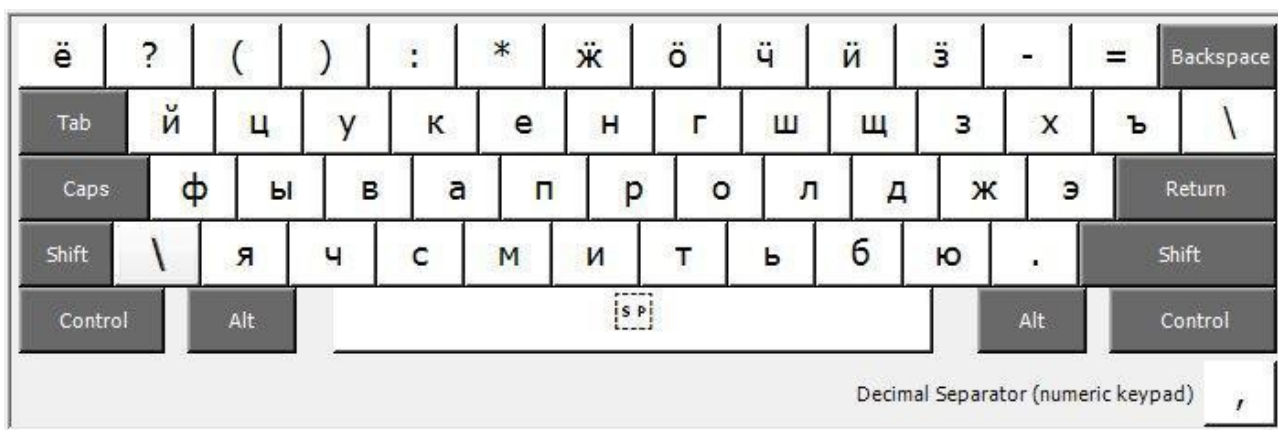 ё ? ( ) : * ӝ ӧ ӵ ӥ ӟ - = Backspace
Tab й ц у к е н г ш щ з х ъ \
Caps ф ы в а п р о л д ж э Return
Shift \ я ч с м и т ь б ю . Shift
Control Alt SP Alt Control
Decimal Separator (numeric keypad) ,